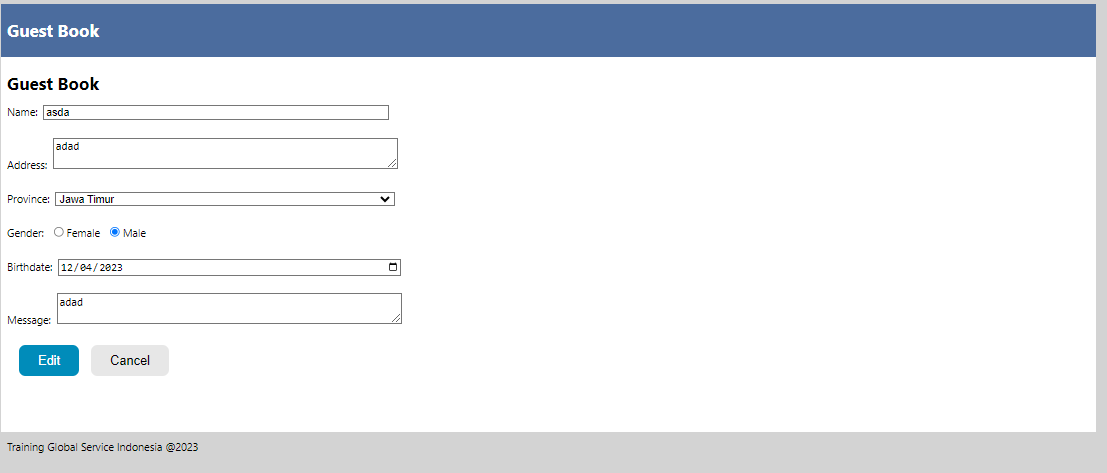 Guest Book
Guest Book
Name: asda
Address: adad
Province: Jawa Timur
Gender: Female Male
Birthdate: 12/04/2023
Message: adad
Edit Cancel
Training Global Service Indonesia @2023